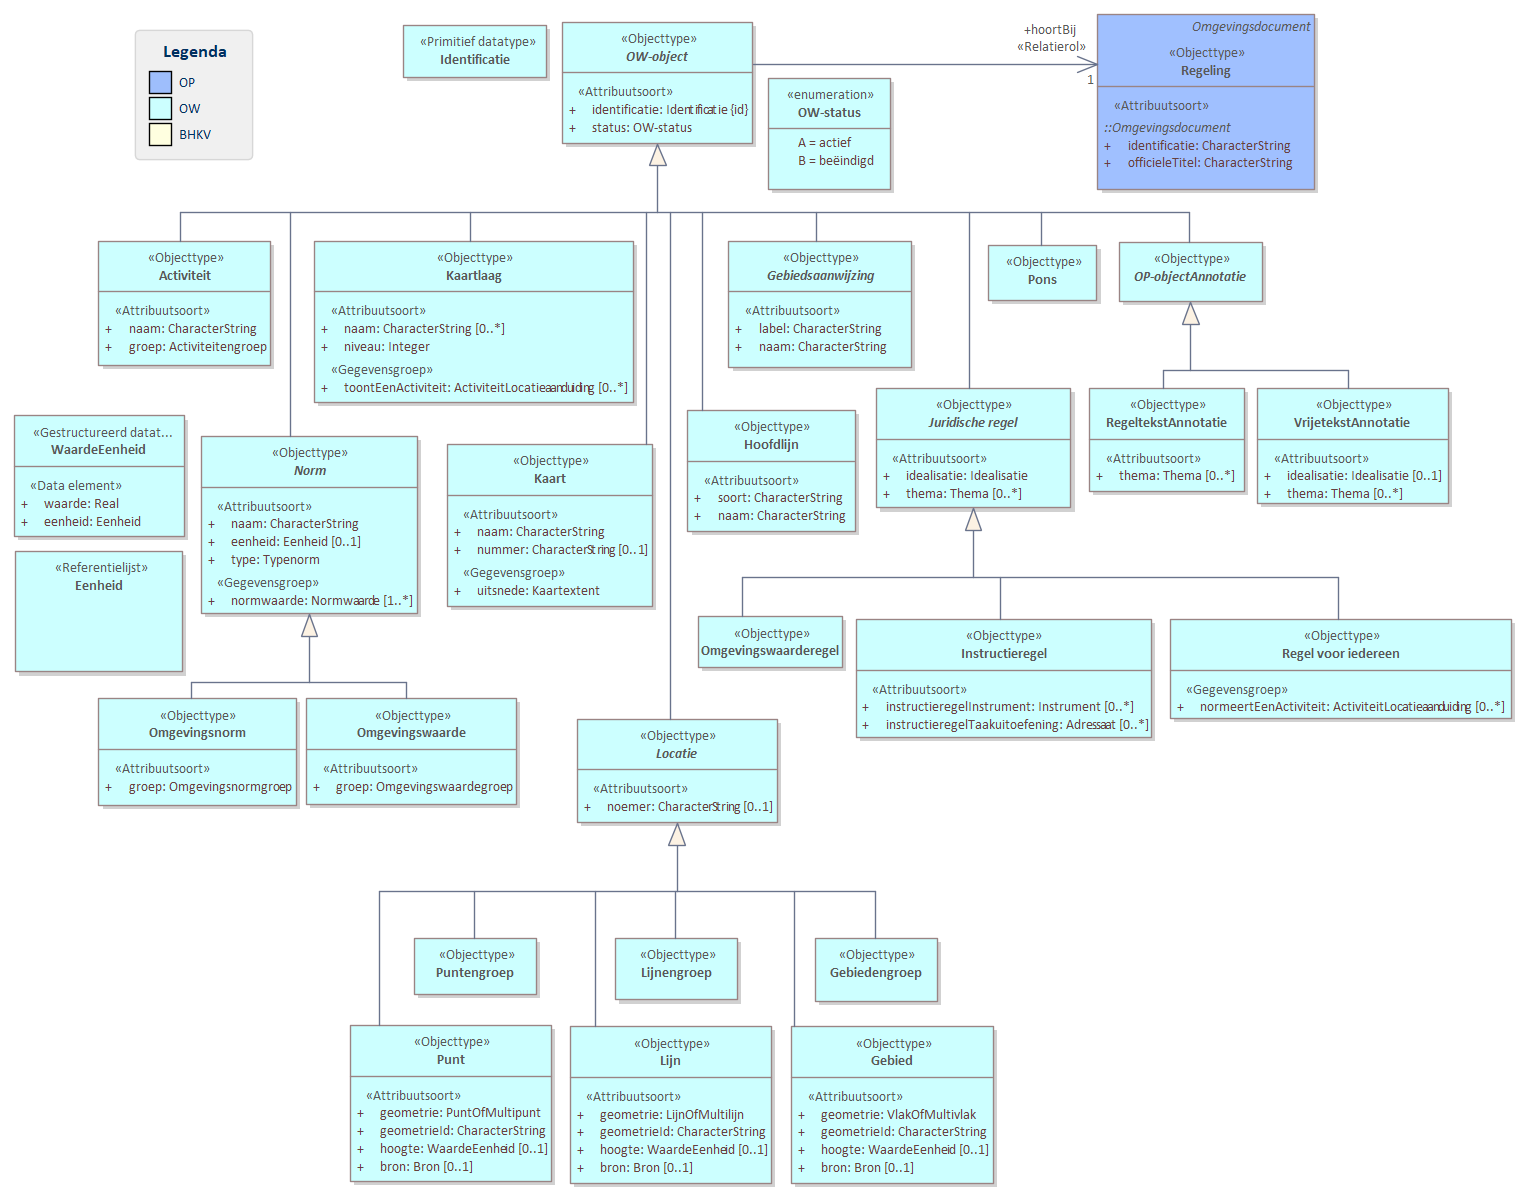 Legenda
OP
OW
BHKV
«Primitief datatype»
Identificatie
«Objecttype»
OW-object
«Attribuutsoort»
+ identificatie: Identificatie {id}
+ status: OW-status
+hoortBij
«Relatierol»
1
«enumeration»
OW-status
A = actief
B = beëindigd
Omgevingsdocument
«Objecttype»
Regeling
«Attribuutsoort»
::Omgevingsdocument
+ identificatie: CharacterString
+ officieleTitel: CharacterString
«Objecttype»
Activiteit
«Attribuutsoort»
+ naam: CharacterString
+ groep: Activiteitengroep
«Objecttype»
Kaartlaag
«Attribuutsoort»
+ naam: CharacterString [0..*]
+ niveau: Integer
«Gegevensgroep»
+ toontEenActiviteit: ActiviteitLocatieaanduiding [0..*]
«Objecttype»
Gebiedsaanwijzing
«Attribuutsoort»
+ label: CharacterString
+ naam: CharacterString
«Objecttype»
Pons
«Objecttype»
OP-objectAnnotatie
«Gestructureerd datat...
WaardeEenheid
«Data element»
+ waarde: Real
+ eenheid: Eenheid
«Referentielijst»
Eenheid
«Objecttype»
Norm
«Attribuutsoort»
+ naam: CharacterString
+ eenheid: Eenheid [0..1]
+ type: Typenorm
«Gegevensgroep»
+ normwaarde: Normwaarde [1..*]
«Objecttype»
Kaart
«Attribuutsoort»
+ naam: CharacterString
+ nummer: CharacterString [0..1]
«Gegevensgroep»
+ uitsnede: Kaartextent
«Objecttype»
Hoofdlijn
«Attribuutsoort»
+ soort: CharacterString
+ naam: CharacterString
«Objecttype»
Juridische regel
«Attribuutsoort»
+ idealisatie: Idealisatie
+ thema: Thema [0..*]
«Objecttype»
RegeltekstAnnotatie
«Attribuutsoort»
+ thema: Thema [0..*]
«Objecttype»
VrijetekstAnnotatie
«Attribuutsoort»
+ idealisatie: Idealisatie [0..1]
+ thema: Thema [0..*]
«Objecttype»
Omgevingswaarderegel
«Objecttype»
Instructieregel
«Attribuutsoort»
+ instructieregelInstrument: Instrument [0..*]
+ instructieregelTaakuitoefening: Adressaat [0..*]
«Objecttype»
Regel voor iedereen
«Gegevensgroep»
+ normeertEenActiviteit: ActiviteitLocatieaanduiding [0..*]
«Objecttype»
Omgevingsnorm
«Attribuutsoort»
+ groep: Omgevingsnormgroep
«Objecttype»
Omgevingswaarde
«Attribuutsoort»
+ groep: Omgevingswaardegroep
«Objecttype»
Locatie
«Attribuutsoort»
+ noemer: CharacterString [0..1]
«Objecttype»
Puntengroep
«Objecttype»
Lijnengroep
«Objecttype»
Gebiedengroep
«Objecttype»
Punt
«Attribuutsoort»
+ geometrie: PuntOfMultipunt
+ geometrieId: CharacterString
+ hoogte: WaardeEenheid [0..1]
+ bron: Bron [0..1]
«Objecttype»
Lijn
«Attribuutsoort»
+ geometrie: LijnOfMultilijn
+ geometrieId: CharacterString
+ hoogte: WaardeEenheid [0..1]
+ bron: Bron [0..1]
«Objecttype»
Gebied
«Attribuutsoort»
+ geometrie: VlakOfMultivlak
+ geometrieId: CharacterString
+ hoogte: WaardeEenheid [0..1]
+ bron: Bron [0..1]